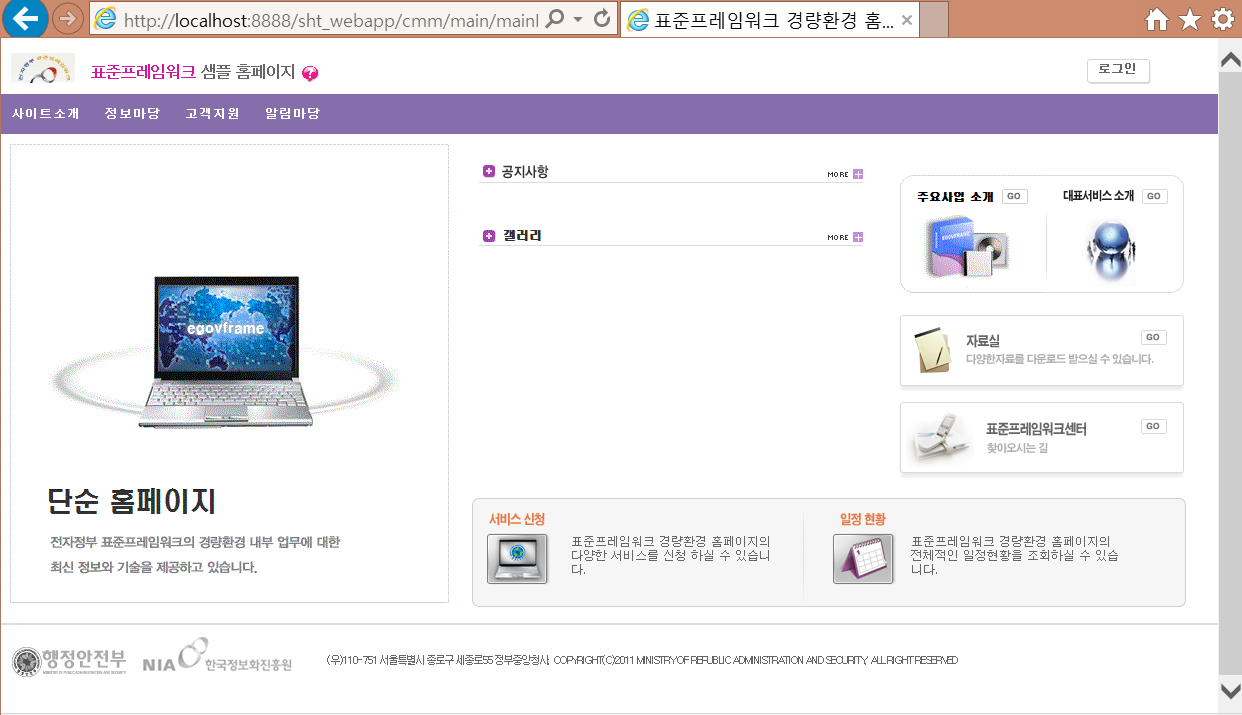 http://localhost:8888/sht_webapp/cmm/main/mainl
표준프레임워크 경량환경 홈...
표준프레임워크 샘플 홈페이지
로그인
사이트소개 정보마당 고객지원 알림마당
공지사항 MORE
갤러리 MORE
주요사업 소개 GO
대표서비스 소개 GO
EGOVFRAME
egovframe
자료실 GO
다양한자료를 다운로드 받으실 수 있습니다.
표준프레임워크센터 GO
찾아오시는 길
단순 홈페이지
전자정부 표준프레임워크의 경량환경 내부 업무에 대한
최신 정보와 기술을 제공하고 있습니다.
서비스 신청
표준프레임워크 경량환경 홈페이지의
다양한 서비스를 신청 하실 수 있습니
다.
일정 현황
표준프레임워크 경량환경 홈페이지의
전체적인 일정현황을 조회하실 수 있습
니다.
행정안전부
MINISTRY OF PUBLIC ADMINISTRATION AND SECURITY
NIA 한국정보화진흥원
(우)110-751 서울특별시 종로구 세종로55 정부중앙청사, COPYRIGHT(C)2011 MINISTRY OF REPUBLIC ADMINISTRATION AND SECURITY, ALL RIGHT RESERVED